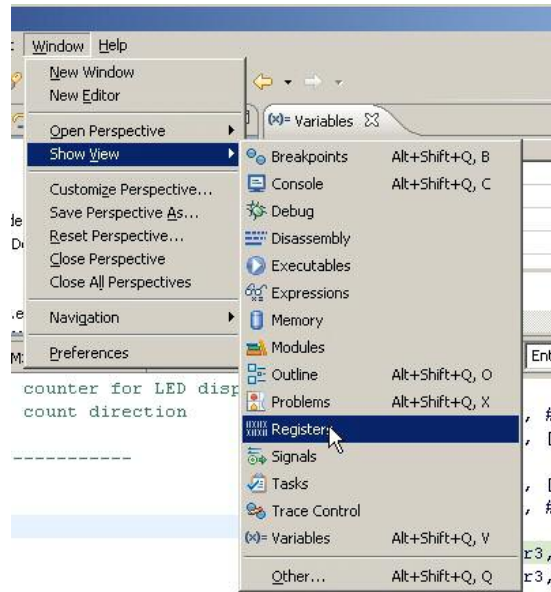 Window Help
New Window
New Editor
Open Perspective
Show View
Customize Perspective...
Save Perspective As...
Reset Perspective...
Close Perspective
Close All Perspectives
Navigation
Preferences
(x)= Variables
Breakpoints Alt+Shift+Q, B
Console Alt+Shift+Q, C
Debug
Disassembly
Executables
Expressions
Memory
Modules
Outline Alt+Shift+Q, O
Problems Alt+Shift+Q, X
Registers
Signals
Tasks
Trace Control
(x)= Variables Alt+Shift+Q, V
Other... Alt+Shift+Q, Q
counter for LED disp
count direction
-----------
Ent
, #
, [
, [
, #
r3,
r3,